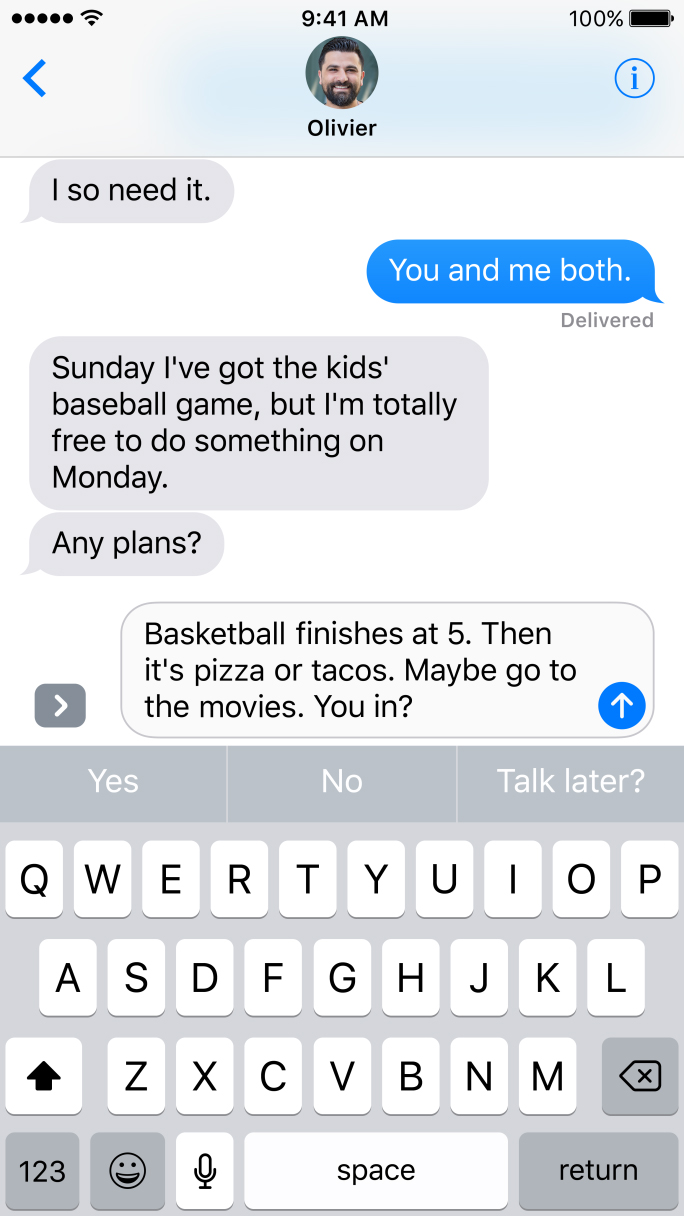 9:41 AM
100%
Olivier
I so need it.
You and me both.
Delivered
Sunday I've got the kids'
baseball game, but I'm totally
free to do something on
Monday.
Any plans?
Basketball finishes at 5. Then
it's pizza or tacos. Maybe go to
the movies. You in?
Yes No Talk later?
Q W E R T Y U I O P
A S D F G H J K L
Z X C V B N M
123 space return